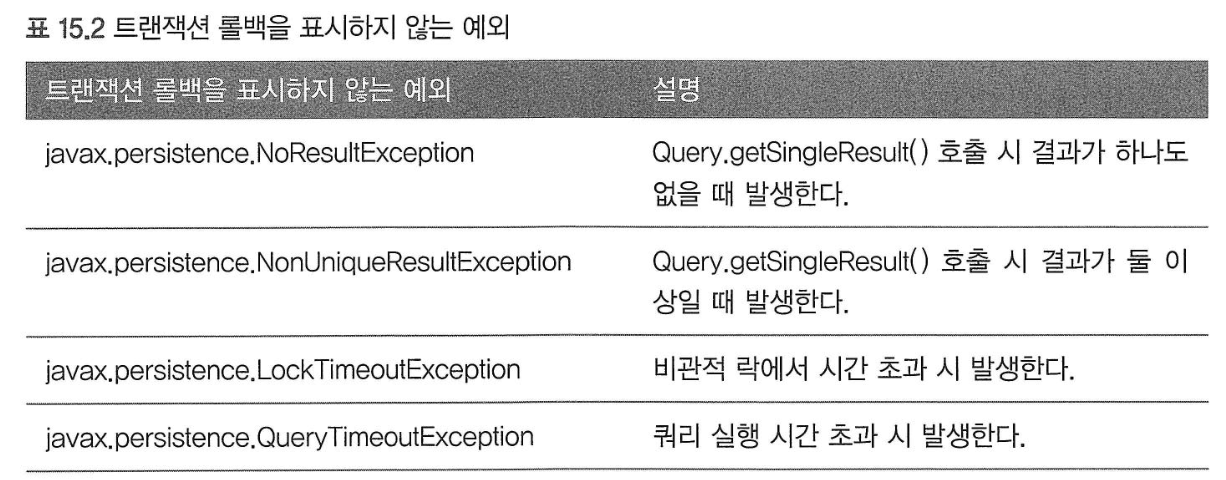 표 15.2 트랜잭션 롤백을 표시하지 않는 예외
트랜잭션 롤백을 표시하지 않는 예외 설명
javax.persistence.NoResultException Query.getSingleResult() 호출 시 결과가 하나도
없을 때 발생한다.
javax.persistence.NonUniqueResultException Query.getSingleResult() 호출 시 결과가 둘 이
상일 때 발생한다.
javax.persistence.LockTimeoutException 비관적 락에서 시간 초과 시 발생한다.
javax.persistence.QueryTimeoutException 쿼리 실행 시간 초과 시 발생한다.